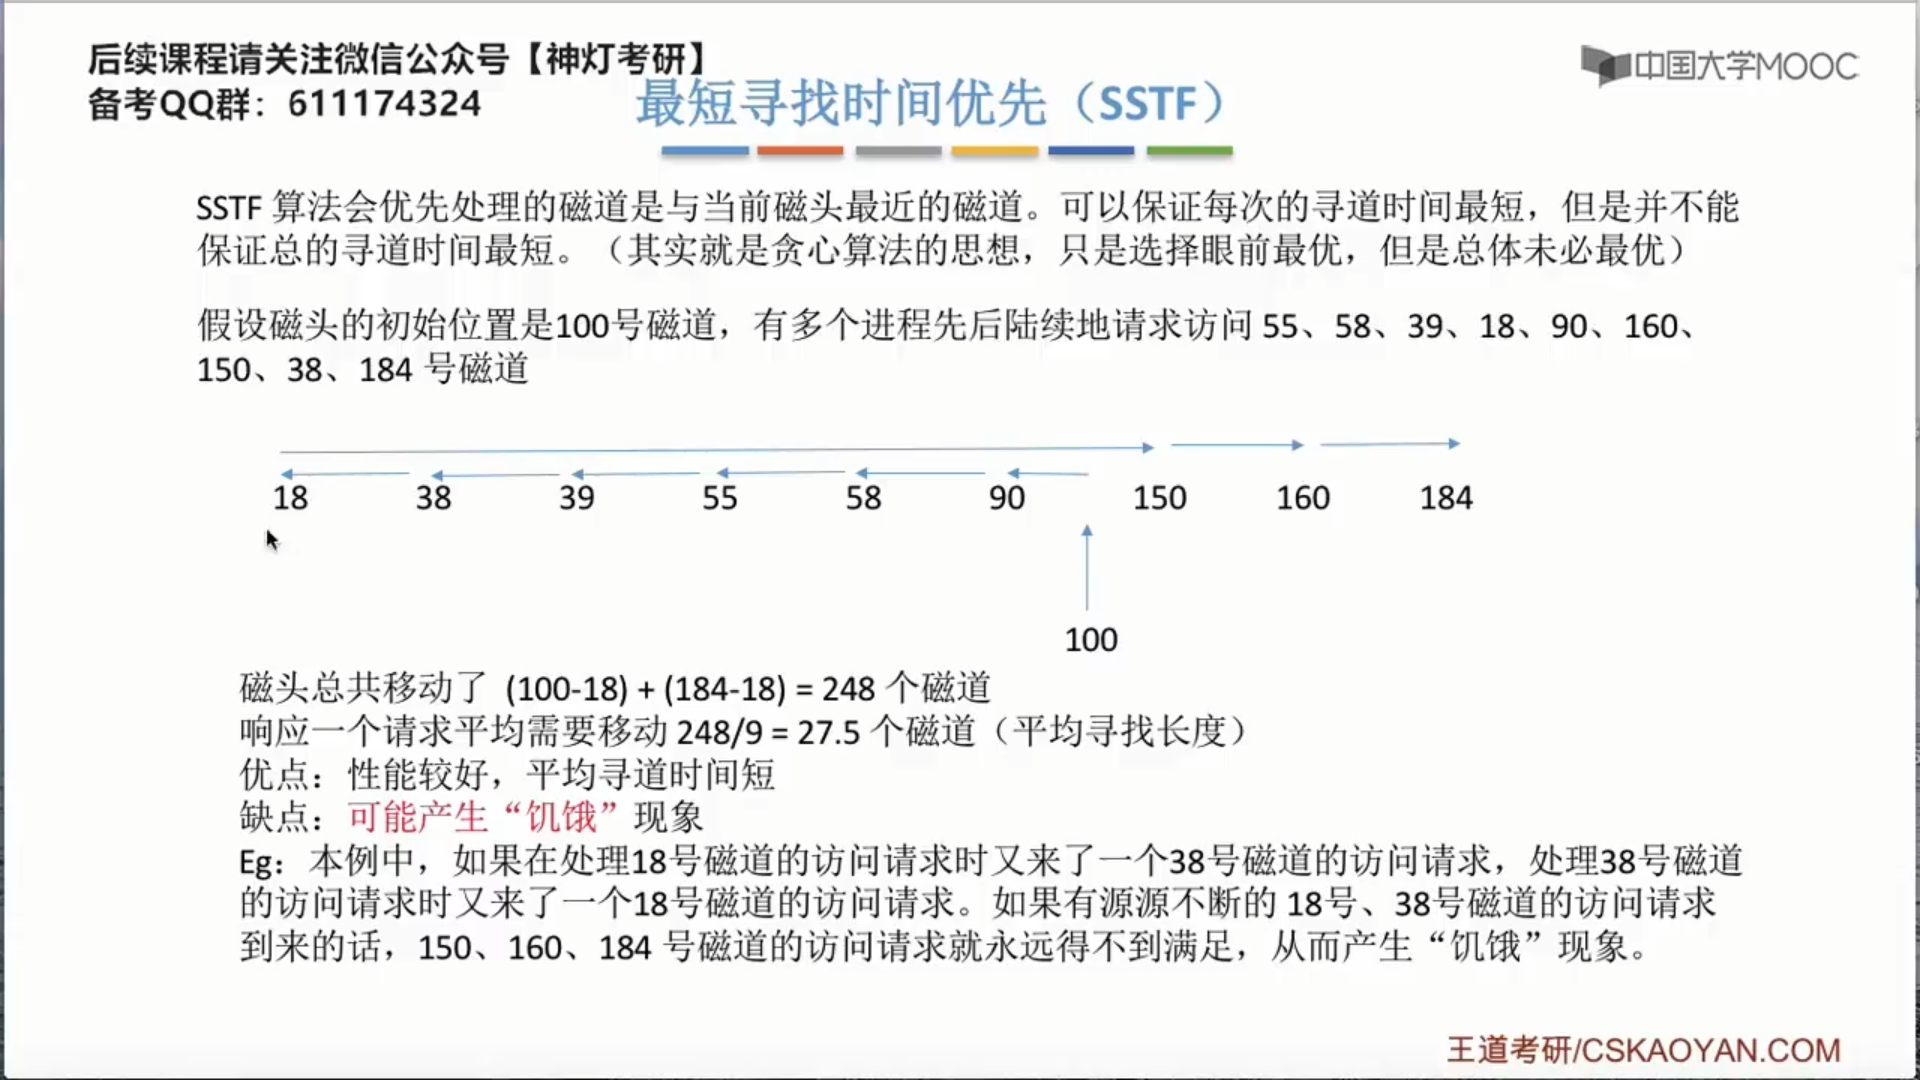 后续课程请关注微信公众号【神灯考研】
备考QQ群：611174324
中国大学MOOC
最短寻找时间优先（SSTF）
SSTF 算法会优先处理的磁道是与当前磁头最近的磁道。可以保证每次的寻道时间最短，但是并不能
保证总的寻道时间最短。（其实就是贪心算法的思想，只是选择眼前最优，但是总体未必最优）
假设磁头的初始位置是100号磁道，有多个进程先后陆续地请求访问 55、58、39、18、90、160、
150、38、184 号磁道
18 38 39 55 58 90 150 160 184
100
磁头总共移动了 (100-18) + (184-18) = 248 个磁道
响应一个请求平均需要移动 248/9 = 27.5 个磁道（平均寻找长度）
优点：性能较好，平均寻道时间短
缺点：可能产生“饥饿”现象
Eg：本例中，如果在处理18号磁道的访问请求时又来了一个38号磁道的访问请求，处理38号磁道
的访问请求时又来了一个18号磁道的访问请求。如果有源源不断的 18号、38号磁道的访问请求
到来的话，150、160、184 号磁道的访问请求就永远得不到满足，从而产生“饥饿”现象。
王道考研/CSKAOYAN.COM